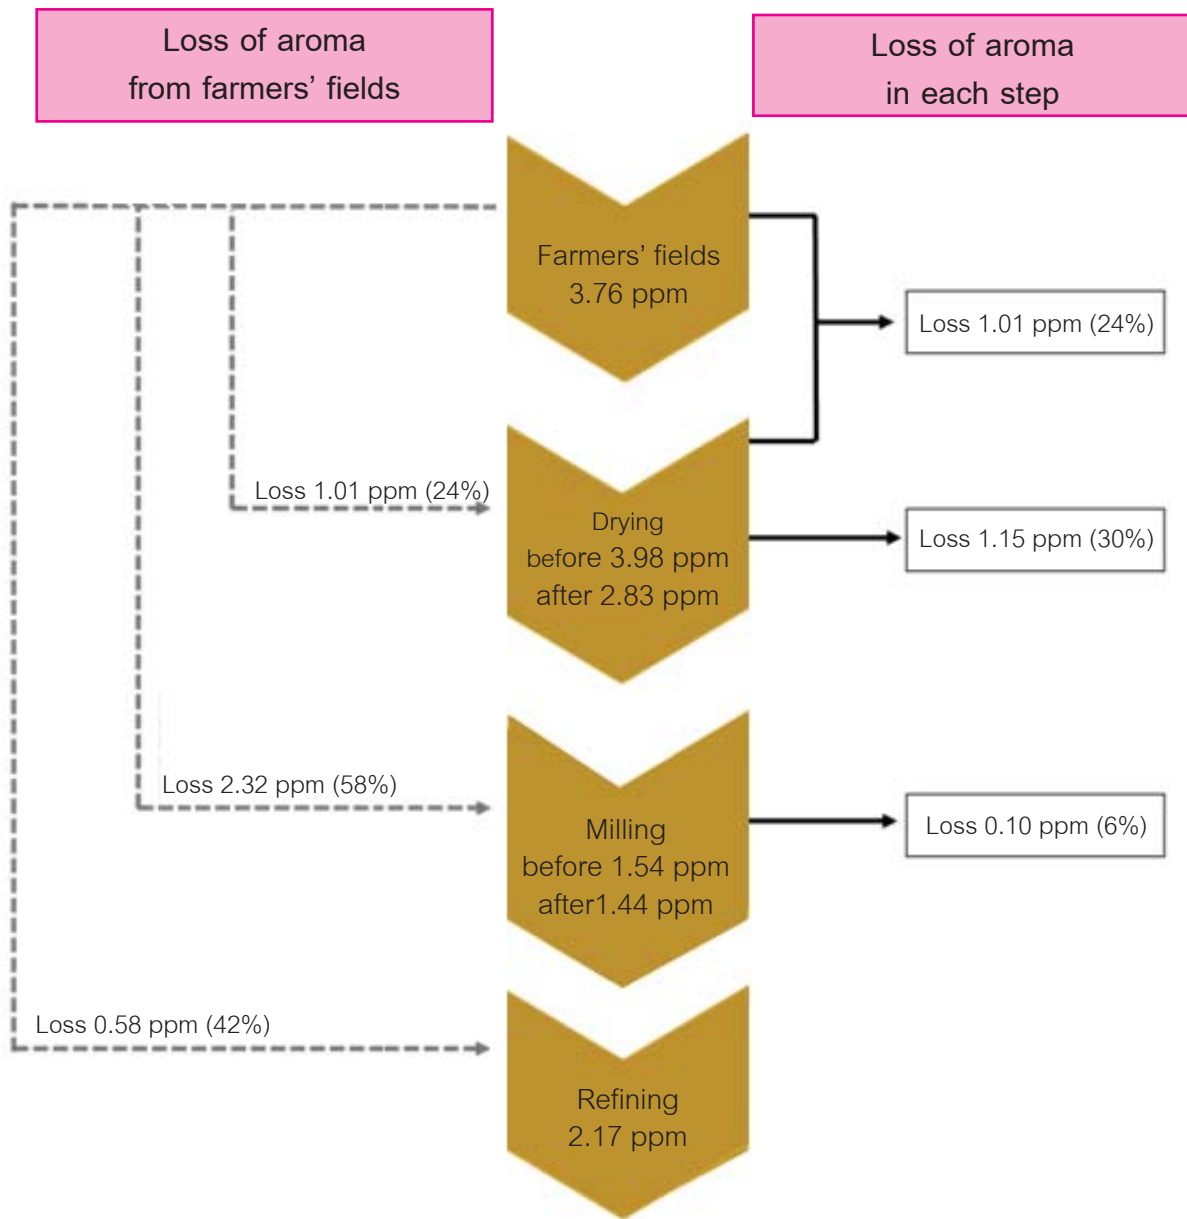 Loss of aroma
from farmers’ fields
Loss of aroma
in each step
Farmers’ fields
3.76 ppm
Loss 1.01 ppm (24%)
Loss 1.01 ppm (24%)
Drying
before 3.98 ppm
after 2.83 ppm
Loss 1.15 ppm (30%)
Loss 2.32 ppm (58%)
Milling
before 1.54 ppm
after1.44 ppm
Loss 0.10 ppm (6%)
Loss 0.58 ppm (42%)
Refining
2.17 ppm